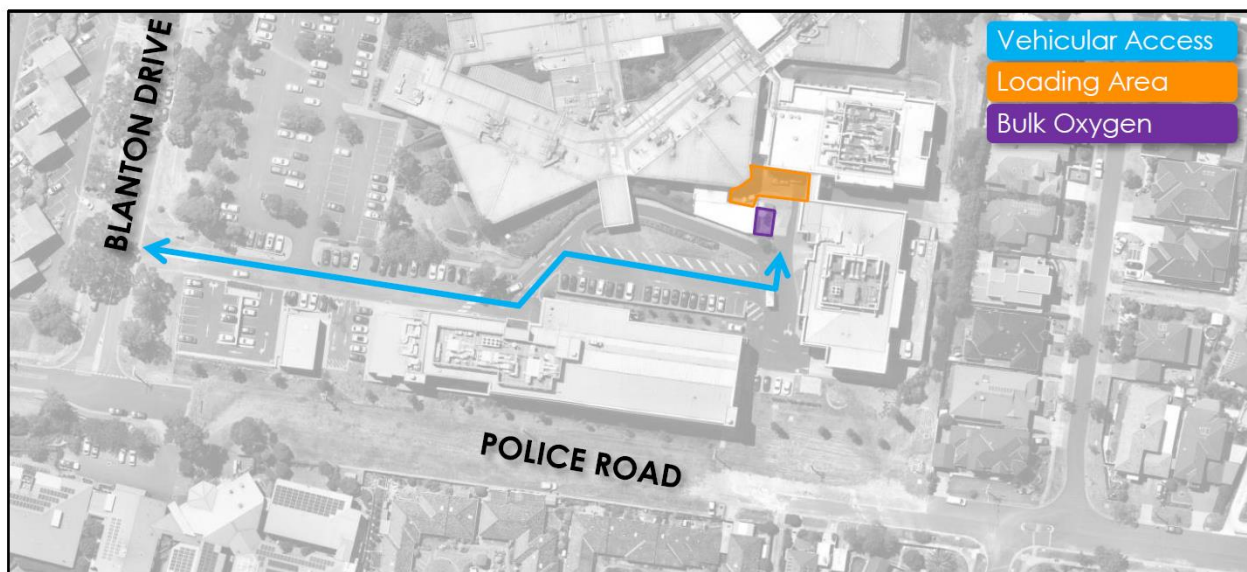 Vehicular Access
Loading Area
Bulk Oxygen
BLANTON DRIVE
POLICE ROAD